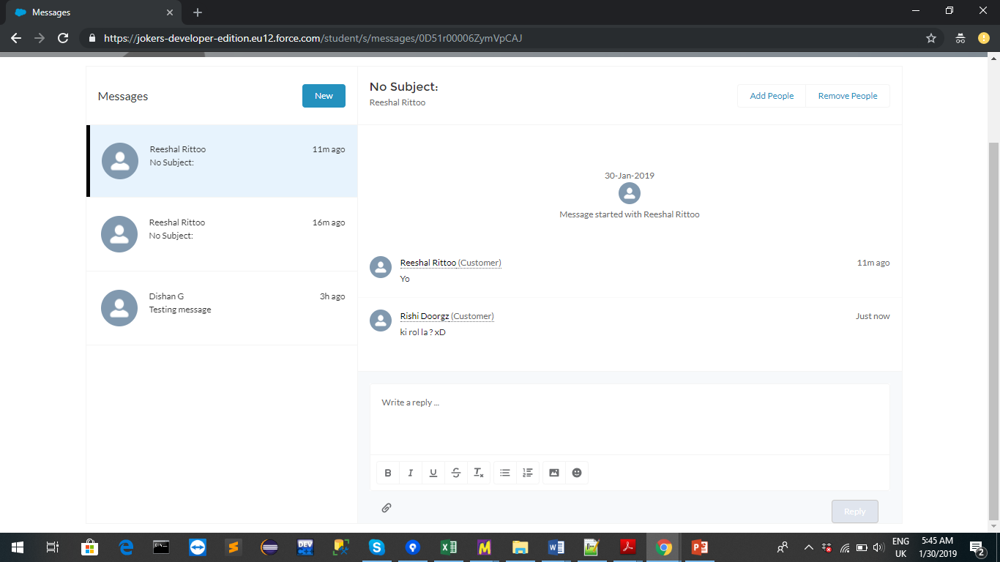 Messages
https://jokers-developer-edition.eu12.force.com/student/s/messages/0D51r00006ZymVpCAJ
Messages
New
Reeshal Rittoo
11m ago
No Subject:
Reeshal Rittoo
16m ago
No Subject:
Dishan G
3h ago
Testing message
No Subject:
Reeshal Rittoo
Add People
Remove People
30-Jan-2019
Message started with Reeshal Rittoo
Reeshal Rittoo (Customer)
11m ago
Yo
Rishi Doorgz (Customer)
Just now
ki rol la ? xD
Write a reply ...
Reply
ENG
UK
5:45 AM
1/30/2019
2